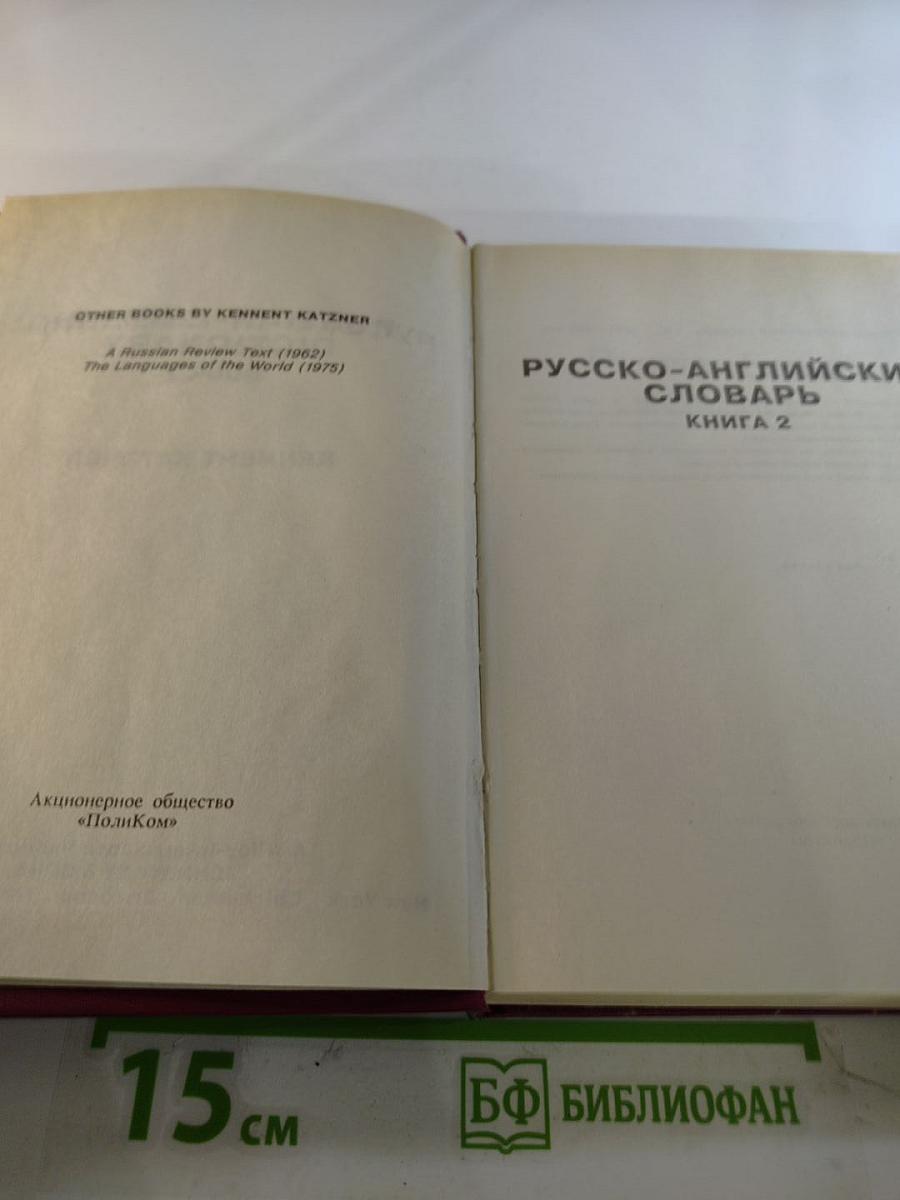 OTHER BOOKS BY KENNENT KATZNER
A Russian Review Text (1962)
The Languages of the World (1975)
Акционерное общество
«ПолиКом»
РУССКО-АНГЛИЙСКИ
СЛОВАРЬ
КНИГА 2
15 см
БФ БИБЛИОФАН